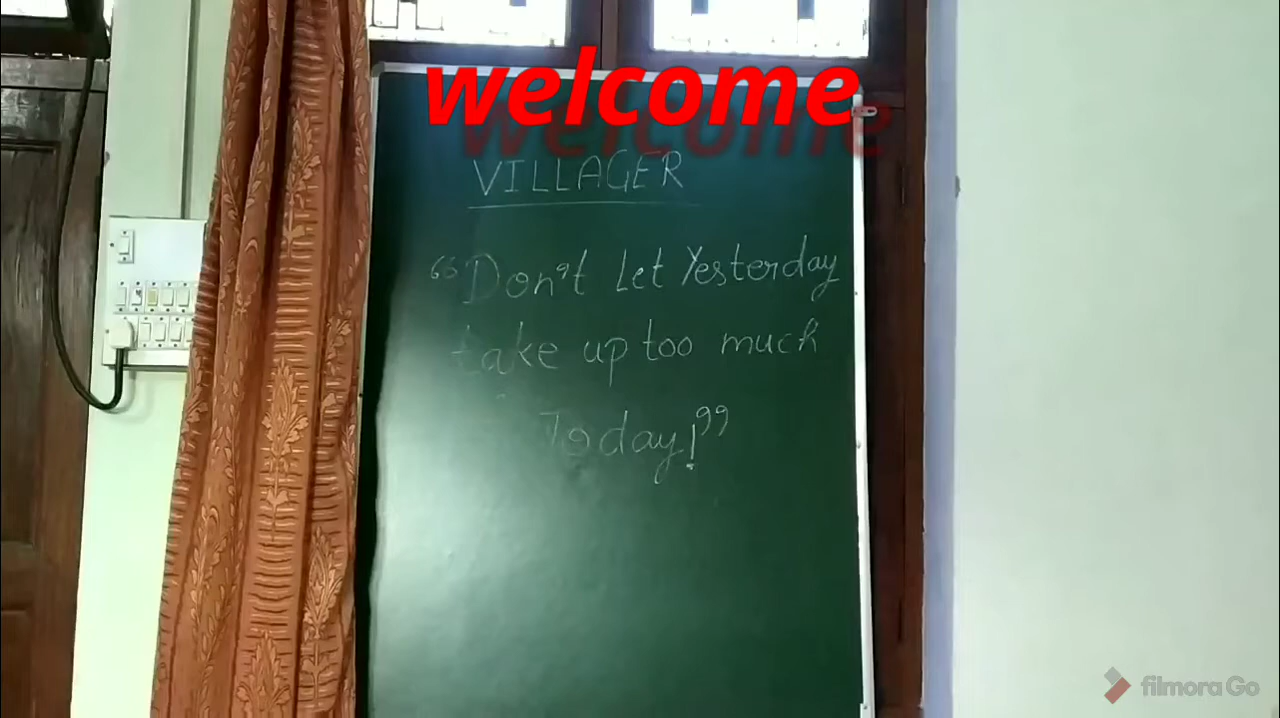 welcome
VILLAGER
“Don't Let Yesterday
take up too much
Today!”
filmora Go